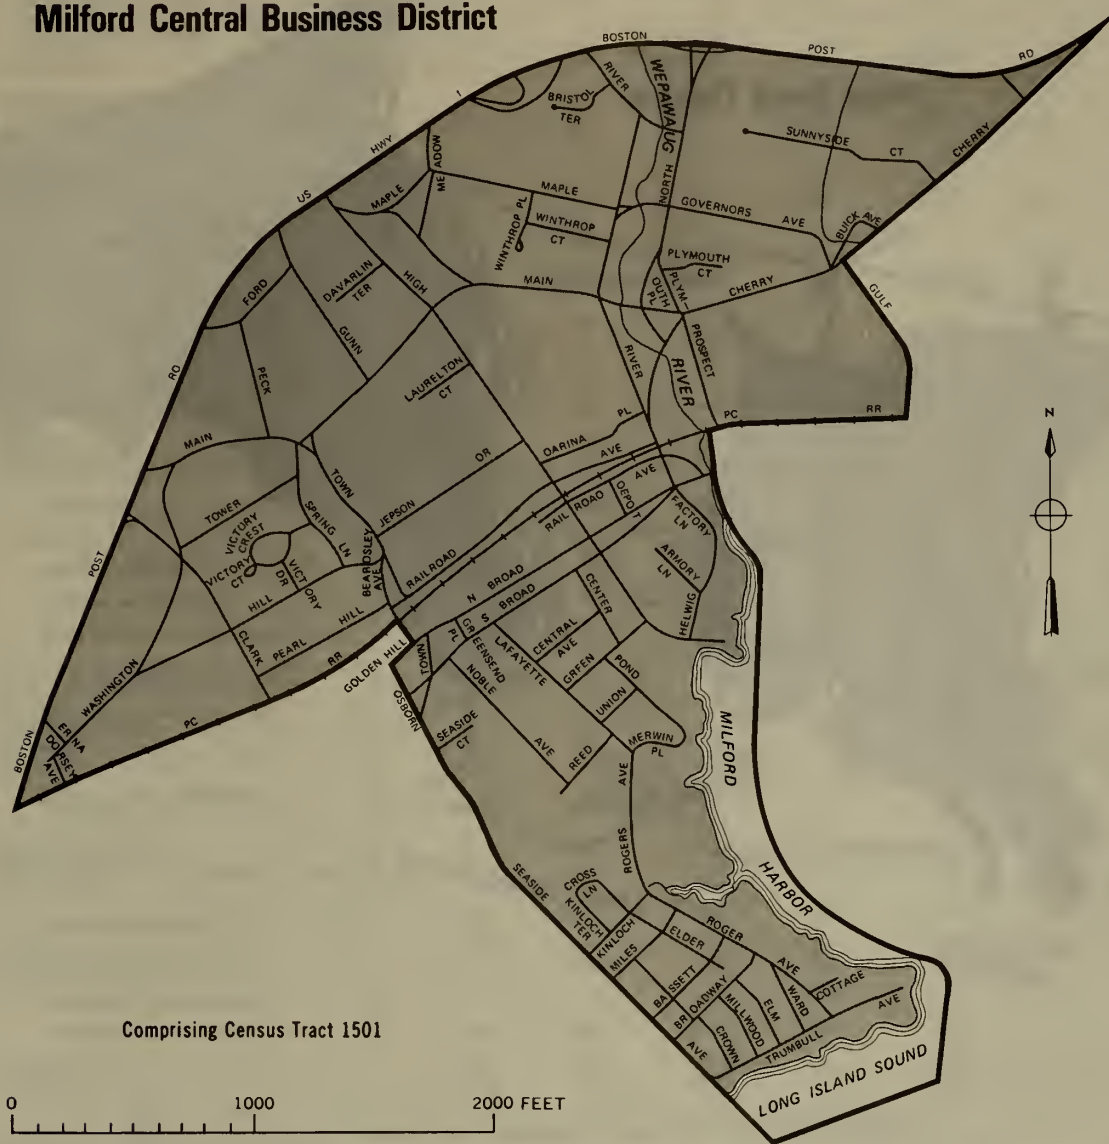 Milford Central Business District
BOSTON
POST
RD
RIVER
WEPAWAUG
BRISTOL
TER
SUNNYSIDE
CT
CHERRY
I
HWY
US
MEADOW
MAPLE
MAPLE
NORTH
GOVERNORS
AVE
BUICK AVE
WINTHROP PL
WINTHROP
CT
PLYMOUTH
CT
PLYM-
OUTH
PL
CHERRY
GULF
FORD
DAVARLIN
TER
HIGH
MAIN
GUNN
RIVER
RIVER
PROSPECT
RO
PECK
LAURELTON
CT
PC
RR
N
MAIN
TOWN
OARINA
PL
AVE
JEPSON
OR
RAILROAO
AVE
DEPOT
FACTORY
LN
TOWER
VICTORY
CREST
SPRING
LN
VICTORY
CT
VICTORY
DR
BEARDSLEY
AVE
RAILROAD
ARMORY
LN
POST
HILL
CLARK
PEARL
HILL
N
BROAD
S
BROAD
CENTER
HELWIG
GREENSEND
PL
LAFAYETTE
CENTRAL
AVE
GREEN
POND
UNION
TOWN
GOLDEN HILL
RR
PC
WASHINGTON
OSBORN
NOBLE
AVE
SEASIDE
CT
REED
MERWIN
PL
MILFORD
BOSTON
ERNA
DORSEY
AVE
ROGERS
AVE
HARBOR
SEASIDE
CROSS
LN
KINLOCH
TER
KINLOCH
MILES
ELDER
ROGER
AVE
BASSETT
BROADWAY
WARD
COTTAGE
ELM
MILLWOOD
CROWN
AVE
TRUMBULL
AVE
LONG ISLAND SOUND
Comprising Census Tract 1501
0
1000
2000 FEET